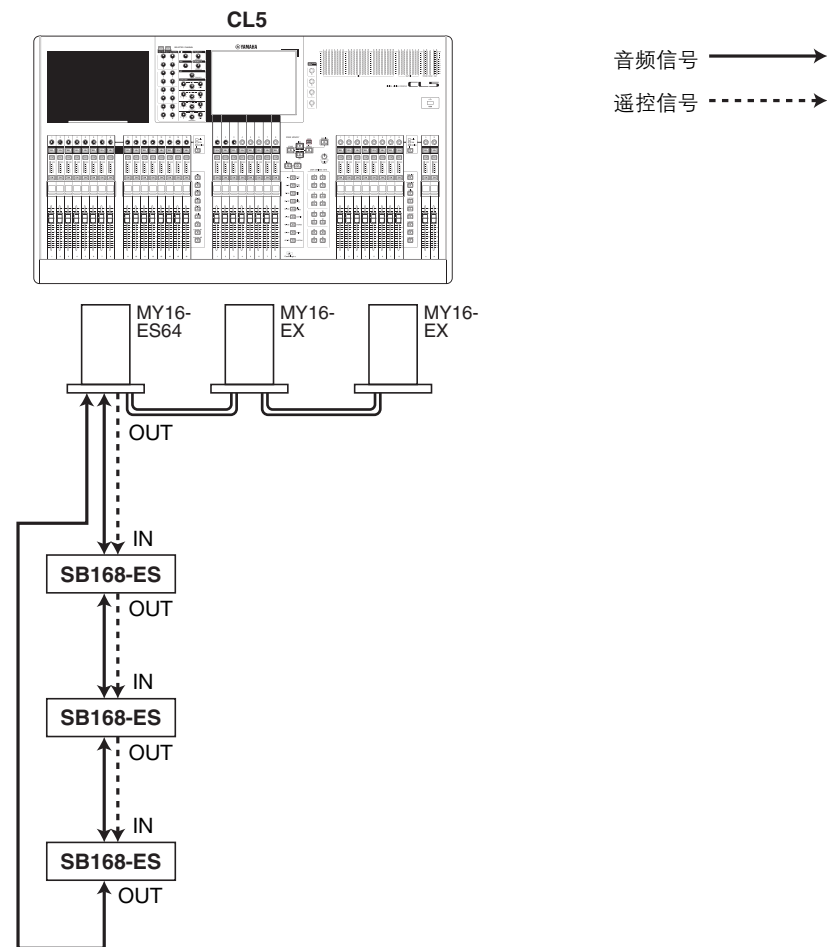 CL5
音频信号
遥控信号
YAMAHA
MY16-
ES64
MY16-
EX
MY16-
EX
OUT
IN
SB168-ES
OUT
IN
SB168-ES
OUT
IN
SB168-ES
OUT